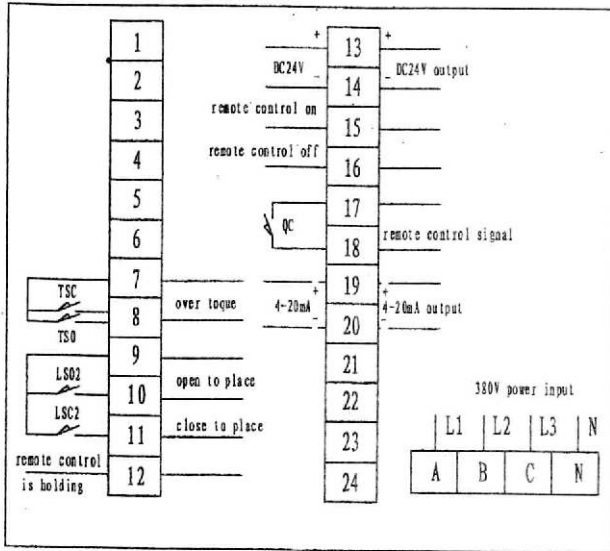 1
2
3
4
5
6
7
8
9
10
11
12
TSC
TSO
over toque
LSO2
open to place
LSC2
close to place
remote control
is holding
13
14
15
16
17
18
19
20
21
22
23
24
+ +
DC24V DC24V output
- -
remote control on
remote control off
QC
remote control signal
+ +
4-20mA 4-20mA output
- -
380V power input
L1 L2 L3 N
A B C N